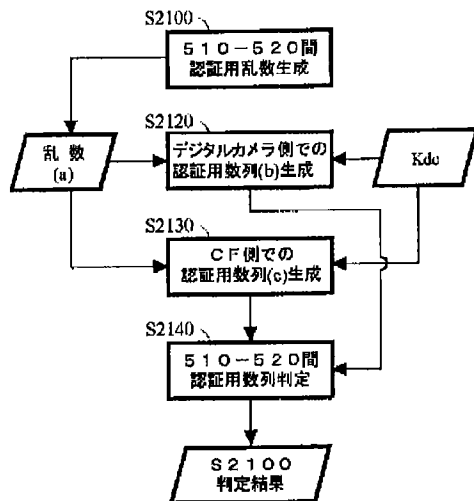 S2100
510-520間
認証用乱数生成
S2120
乱数
(a)
デジタルカメラ側での
認証用数列(b)生成
Kdc
S2130
CF側での
認証用数列(c)生成
S2140
510-520間
認証用数列判定
S2100
判定結果